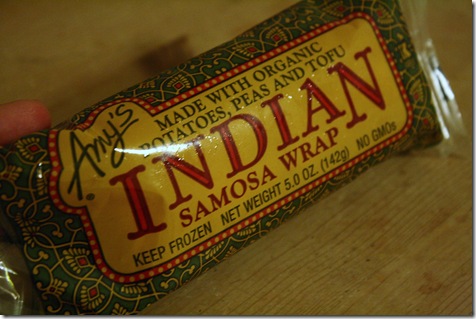 Amy's
MADE WITH ORGANIC
POTATOES, PEAS AND TOFU
INDIAN
SAMOSA WRAP
KEEP FROZEN NET WEIGHT 5.0 OZ. (142g) NO GMOs